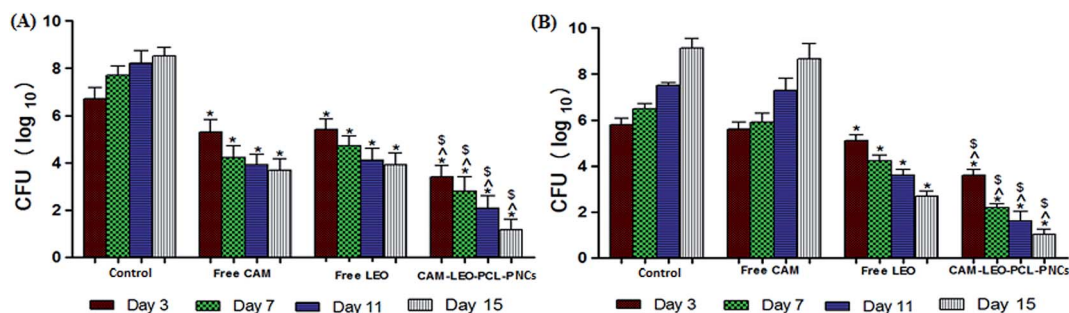 (A)
CFU ( log 10 )
10
8
6
4
2
0
* * * *
* * * *
$ ^ * $ ^ * $ ^ * $ ^ *
Control Free CAM Free LEO CAM-LEO-PCL-PNCs
Day 3 Day 7 Day 11 Day 15
(B)
CFU ( log 10 )
10
8
6
4
2
0
* * * *
$ ^ * $ ^ * $ ^ * $ ^ *
Control Free CAM Free LEO CAM-LEO-PCL-PNCs
Day 3 Day 7 Day 11 Day 15